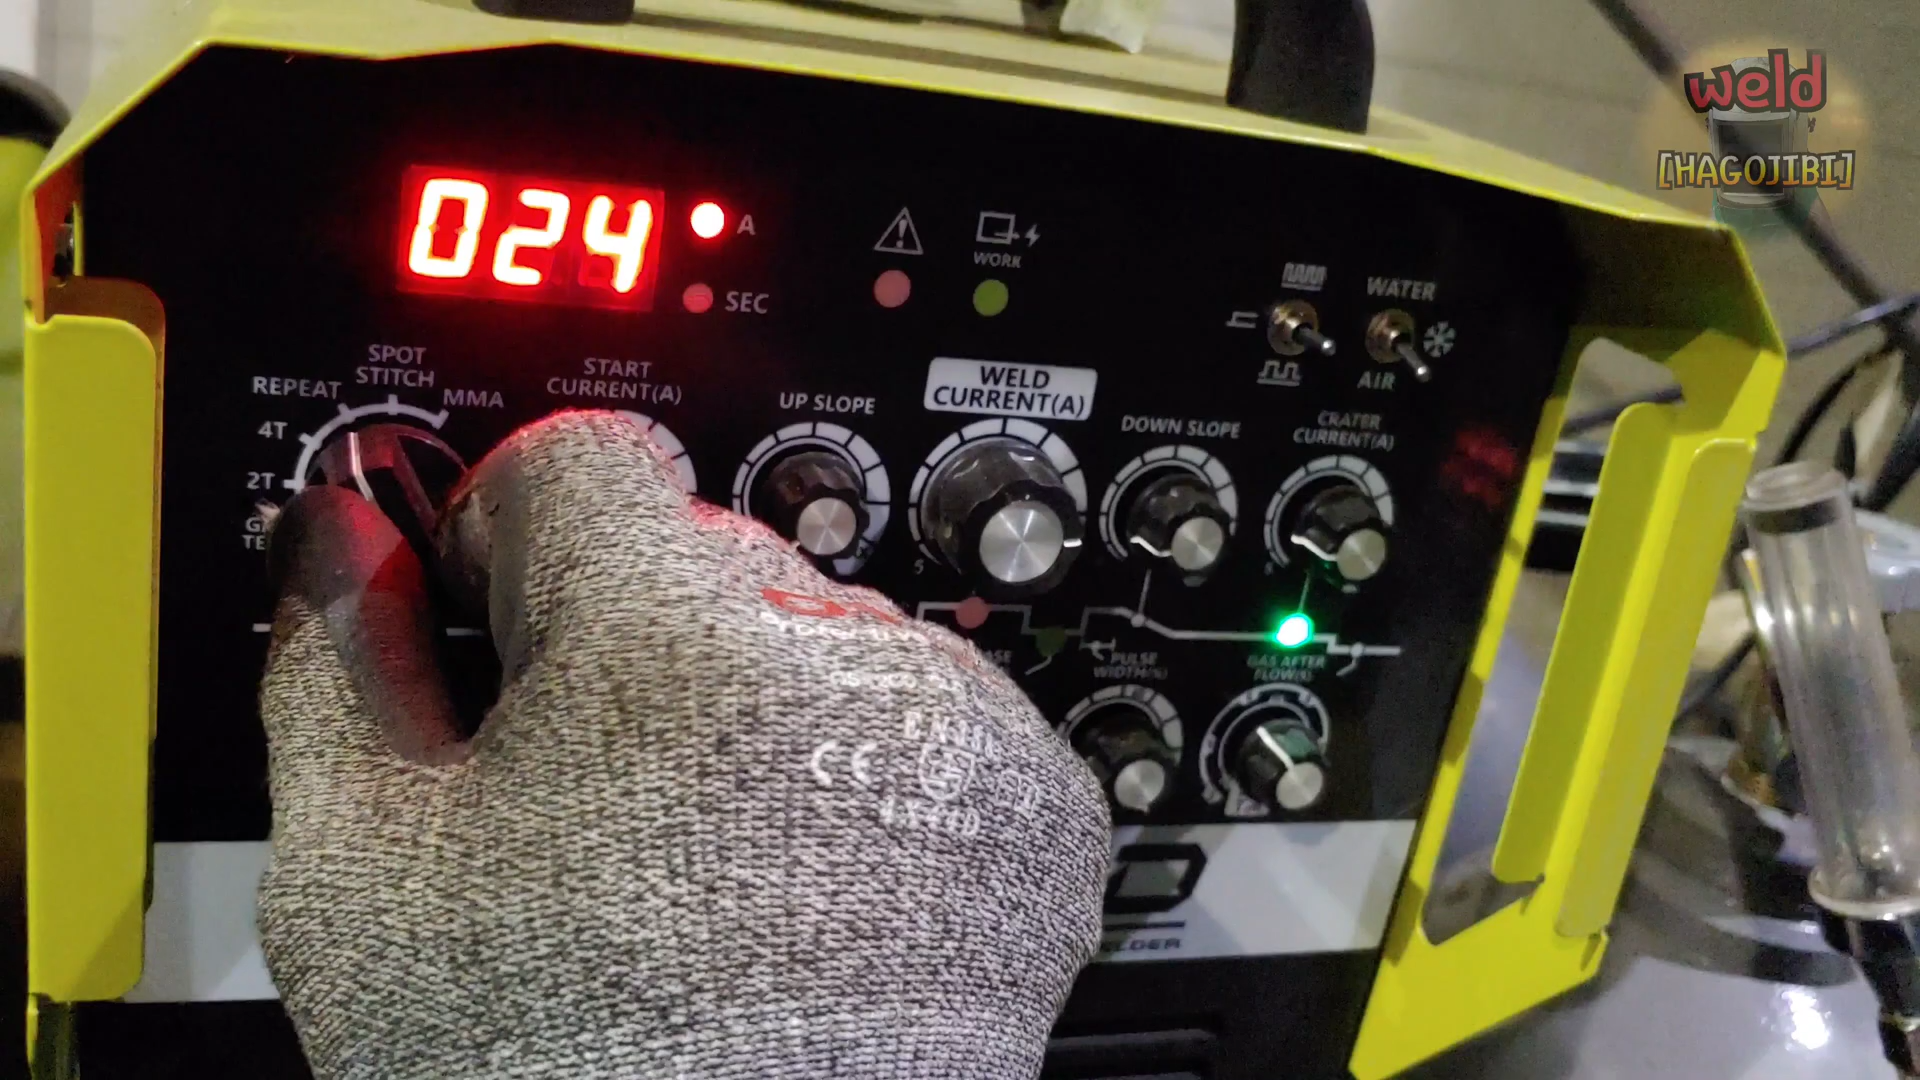 weld
[HAGOJIBI]
024
A
SEC
WORK
WATER
AIR
SPOT
STITCH
REPEAT
MMA
4T
2T
START
CURRENT(A)
UP SLOPE
WELD
CURRENT(A)
DOWN SLOPE
CRATER
CURRENT(A)
5
PULSE
WIDTH(%)
GAS AFTER
FLOW(S)
CE